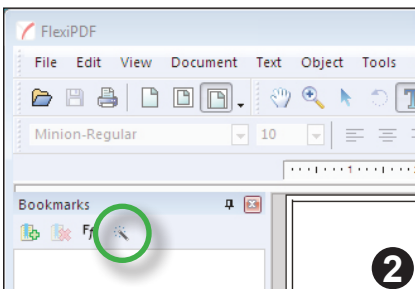 FlexiPDF
File Edit View Document Text Object Tools
T
Minion-Regular 10
1
Bookmarks
2